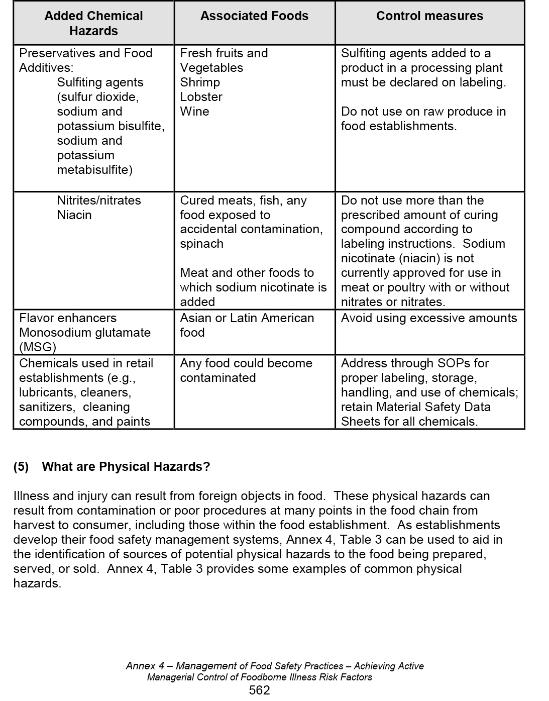 Added Chemical
Hazards
Associated Foods
Control measures
Preservatives and Food
Additives:
Sulfiting agents
(sulfur dioxide,
sodium and
potassium bisulfite,
sodium and
potassium
metabisulfite)
Fresh fruits and
Vegetables
Shrimp
Lobster
Wine
Sulfiting agents added to a
product in a processing plant
must be declared on labeling.
Do not use on raw produce in
food establishments.
Nitrites/nitrates
Niacin
Cured meats, fish, any
food exposed to
accidental contamination,
spinach
Meat and other foods to
which sodium nicotinate is
added
Do not use more than the
prescribed amount of curing
compound according to
labeling instructions.  Sodium
nicotinate (niacin) is not
currently approved for use in
meat or poultry with or without
nitrates or nitrates.
Flavor enhancers
Monosodium glutamate
(MSG)
Asian or Latin American
food
Avoid using excessive amounts
Chemicals used in retail
establishments (e.g.,
lubricants, cleaners,
sanitizers,  cleaning
compounds, and paints
Any food could become
contaminated
Address through SOPs for
proper labeling, storage,
handling, and use of chemicals;
retain Material Safety Data
Sheets for all chemicals.
(5)   What are Physical Hazards?
Illness and injury can result from foreign objects in food.  These physical hazards can
result from contamination or poor procedures at many points in the food chain from
harvest to consumer, including those within the food establishment.  As establishments
develop their food safety management systems, Annex 4, Table 3 can be used to aid in
the identification of sources of potential physical hazards to the food being prepared,
served, or sold.  Annex 4, Table 3 provides some examples of common physical
hazards.
Annex 4 – Management of Food Safety Practices – Achieving Active
Managerial Control of Foodborne Illness Risk Factors
562